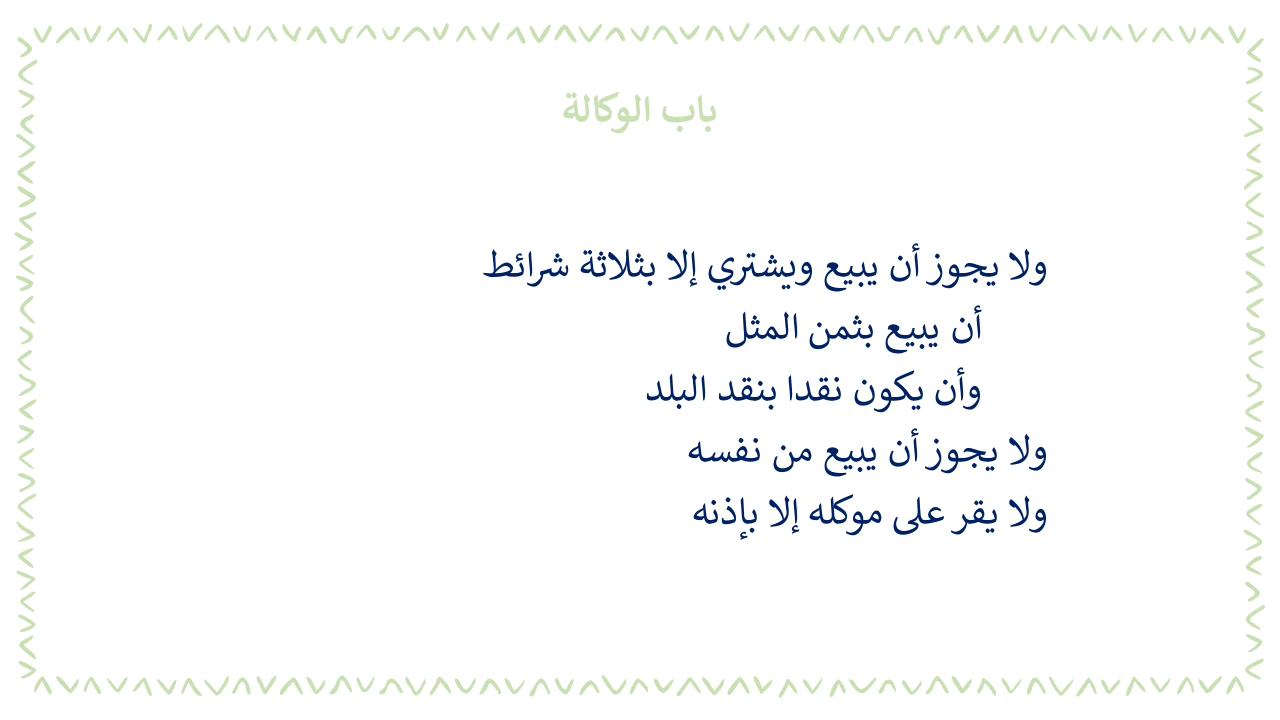 باب الوكالة
ولا يجوز أن يبيع ويشتري إلا بثلاثة شرائط
أن يبيع بثمن المثل
وأن يكون نقدا بنقد البلد
ولا يجوز أن يبيع من نفسه
ولا يقر على موكله إلا بإذنه